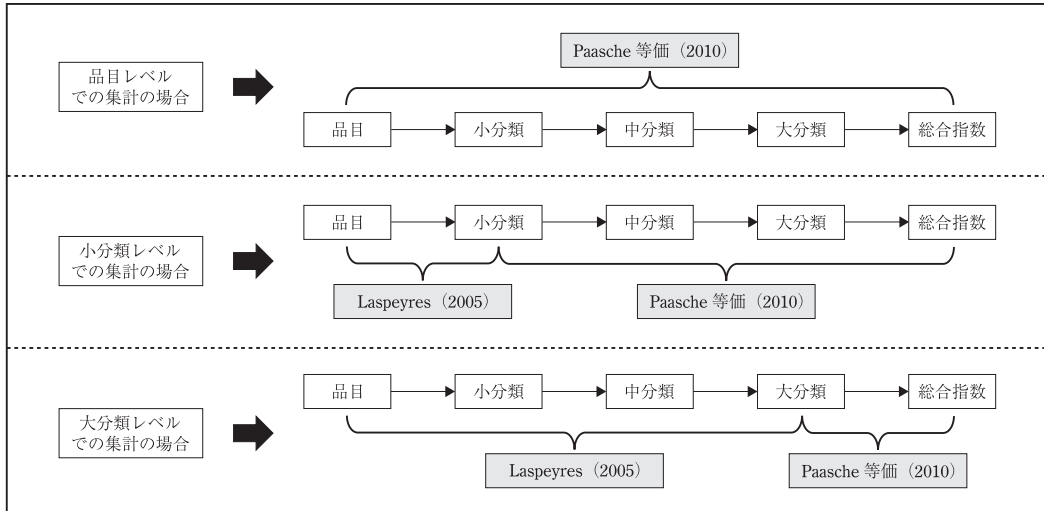 Paasche 等価（2010）
品目レベル
での集計の場合
品目
小分類
中分類
大分類
総合指数
品目
小分類
中分類
大分類
総合指数
小分類レベル
での集計の場合
Laspeyres（2005）
Paasche 等価（2010）
品目
小分類
中分類
大分類
総合指数
大分類レベル
での集計の場合
Laspeyres（2005）
Paasche 等価（2010）